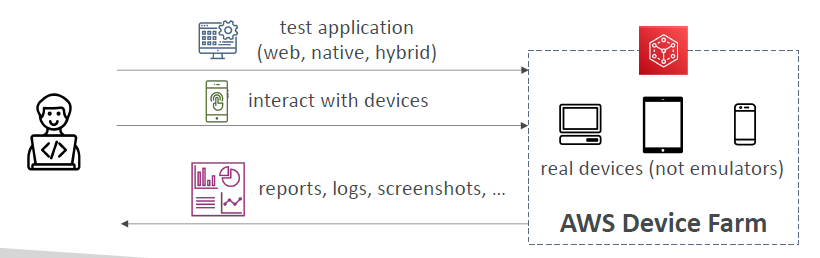 test application
(web, native, hybrid)
interact with devices
reports, logs, screenshots, ...
real devices (not emulators)
AWS Device Farm